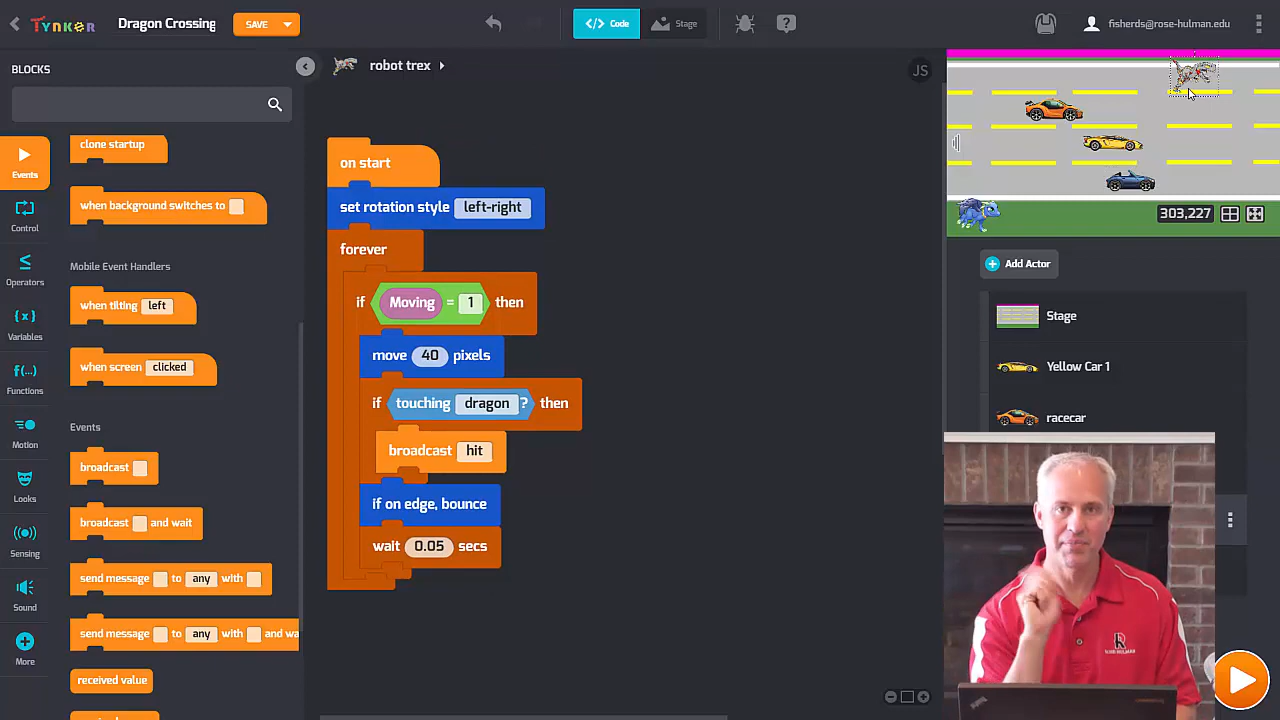 TYNKER
Dragon Crossing
SAVE
</> Code
Stage
fisherds@rose-hulman.edu
BLOCKS
robot trex
JS
Events
Control
Operators
Variables
Functions
Motion
Looks
Sensing
Sound
More
clone startup
when background switches to
Mobile Event Handlers
when tilting left
when screen clicked
Events
broadcast
broadcast and wait
send message to any with
send message to any with and wa
received value
on start
set rotation style left-right
forever
if Moving = 1 then
move 40 pixels
if touching dragon ? then
broadcast hit
if on edge, bounce
wait 0.05 secs
303,227
Add Actor
Stage
Yellow Car 1
racecar
ROSE-HULMAN